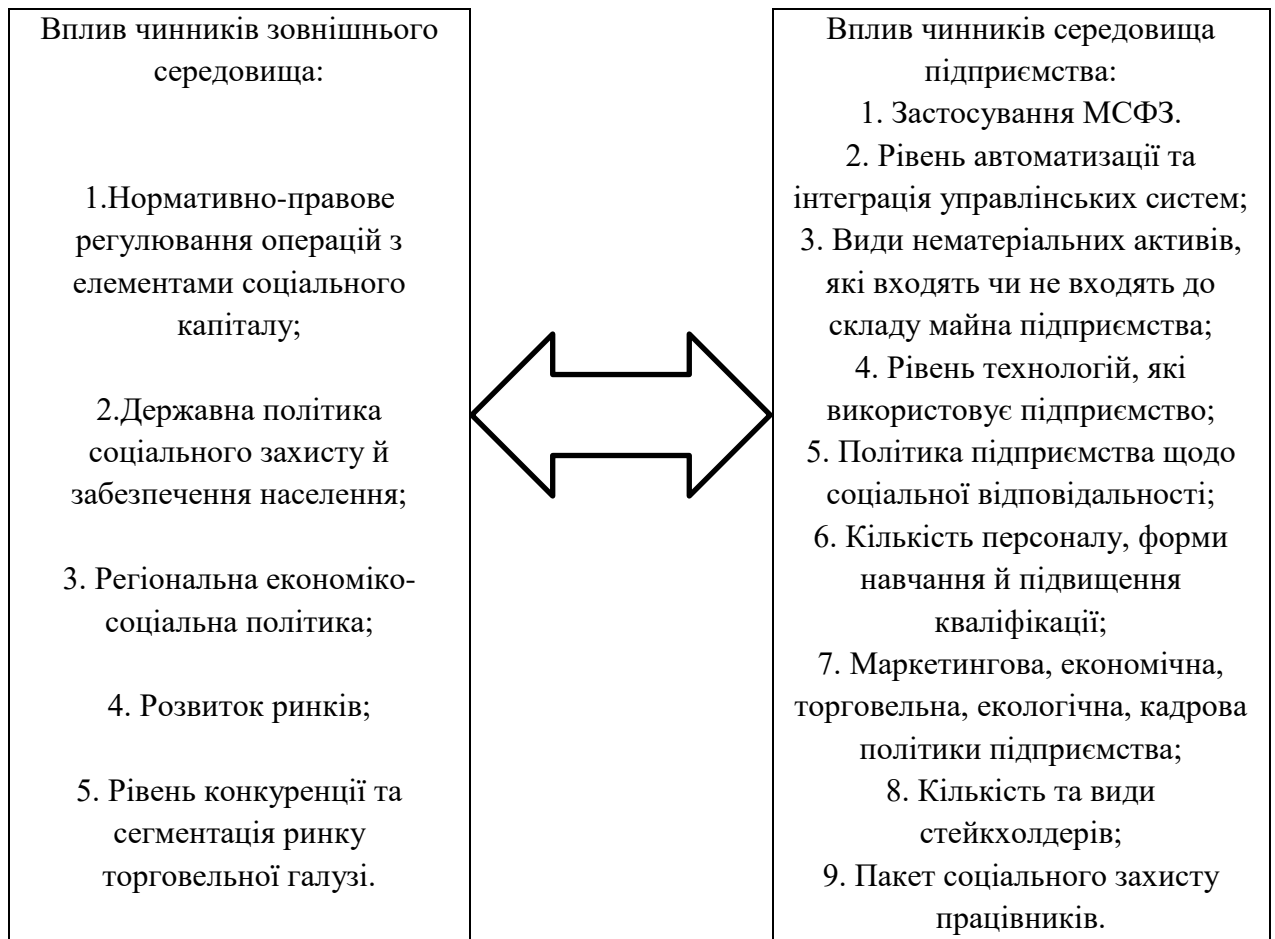 Вплив чинників зовнішнього
середовища:
1.Нормативно-правове
регулювання операцій з
елементами соціального
капіталу;
2.Державна політика
соціального захисту й
забезпечення населення;
3. Регіональна економіко-
соціальна політика;
4. Розвиток ринків;
5. Рівень конкуренції та
сегментація ринку
торговельної галузі.
Вплив чинників середовища
підприємства:
1. Застосування МСФЗ.
2. Рівень автоматизації та
інтеграція управлінських систем;
3. Види нематеріальних активів,
які входять чи не входять до
складу майна підприємства;
4. Рівень технологій, які
використовує підприємство;
5. Політика підприємства щодо
соціальної відповідальності;
6. Кількість персоналу, форми
навчання й підвищення
кваліфікації;
7. Маркетингова, економічна,
торговельна, екологічна, кадрова
політики підприємства;
8. Кількість та види
стейкхолдерів;
9. Пакет соціального захисту
працівників.